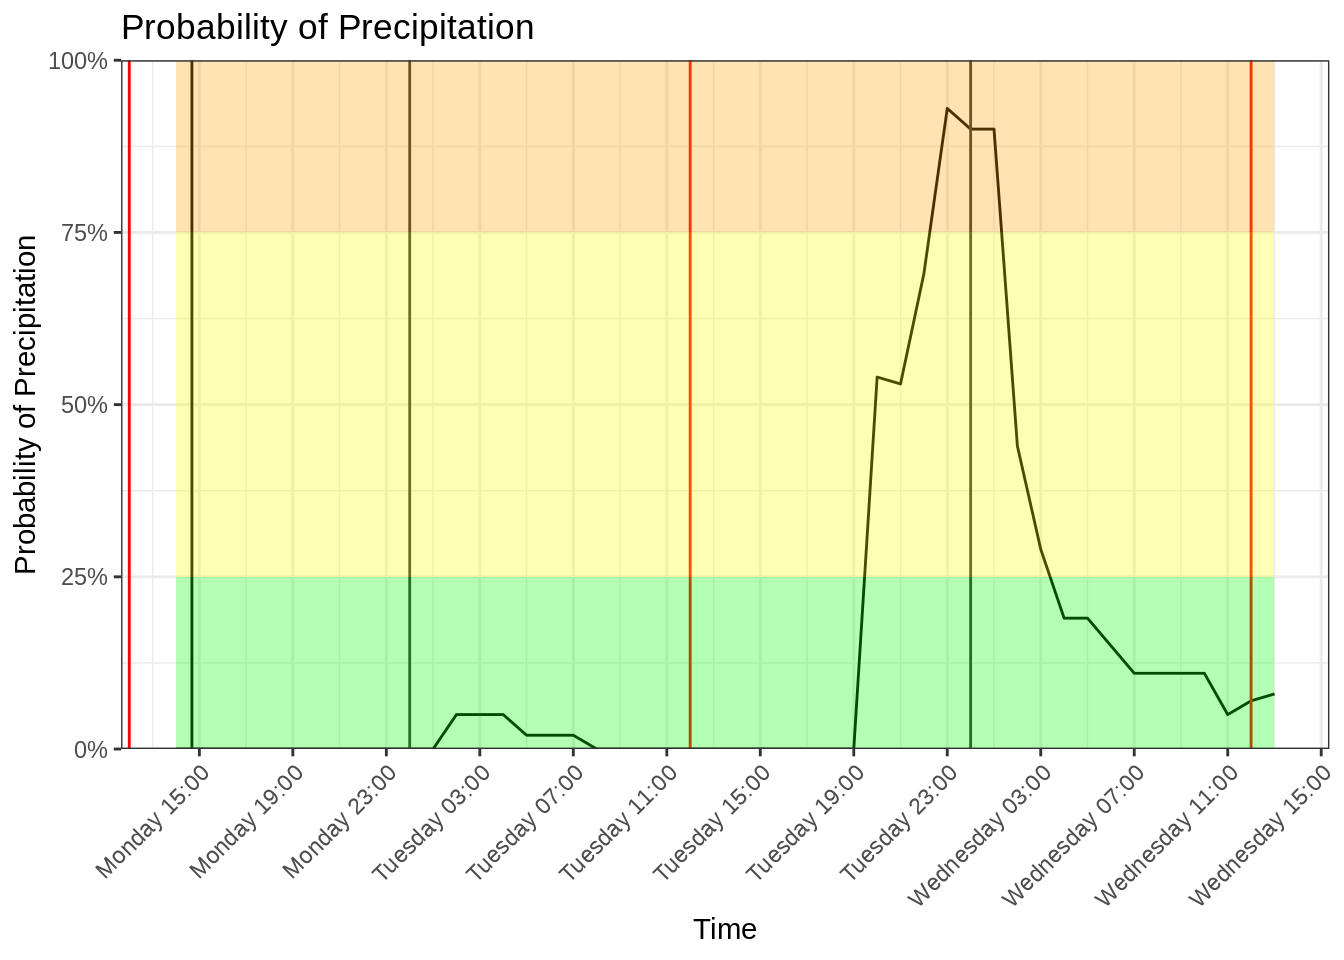 Probability of Precipitation
Probability of Precipitation
100%
75%
50%
25%
0%
Monday 15:00
Monday 19:00
Monday 23:00
Tuesday 03:00
Tuesday 07:00
Tuesday 11:00
Tuesday 15:00
Tuesday 19:00
Tuesday 23:00
Wednesday 03:00
Wednesday 07:00
Wednesday 11:00
Wednesday 15:00
Time